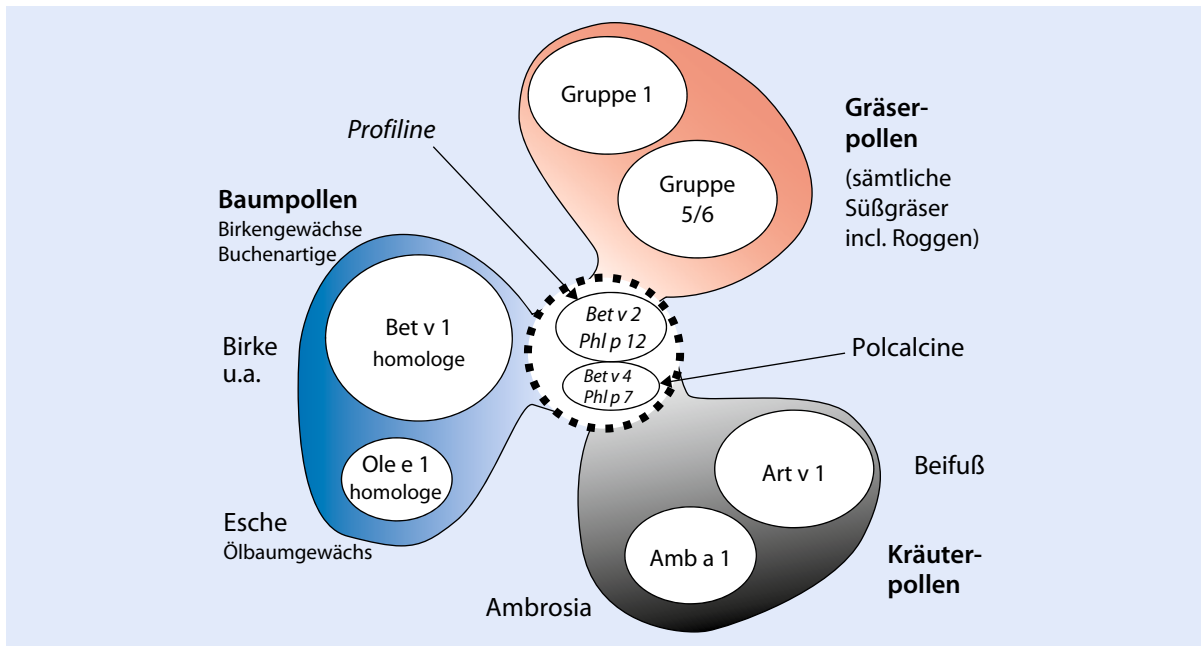 Gruppe 1
Gruppe
5/6
Gräser-
pollen
(sämtliche
Süßgräser
incl. Roggen)
Profiline
Baumpollen
Birkengewächse
Buchenartige
Bet v 1
homologe
Birke
u.a.
Bet v 2
Phl p 12
Bet v 4
Phl p 7
Polcalcine
Ole e 1
homologe
Esche
Ölbaumgewächs
Art v 1
Beifuß
Amb a 1
Kräuter-
pollen
Ambrosia